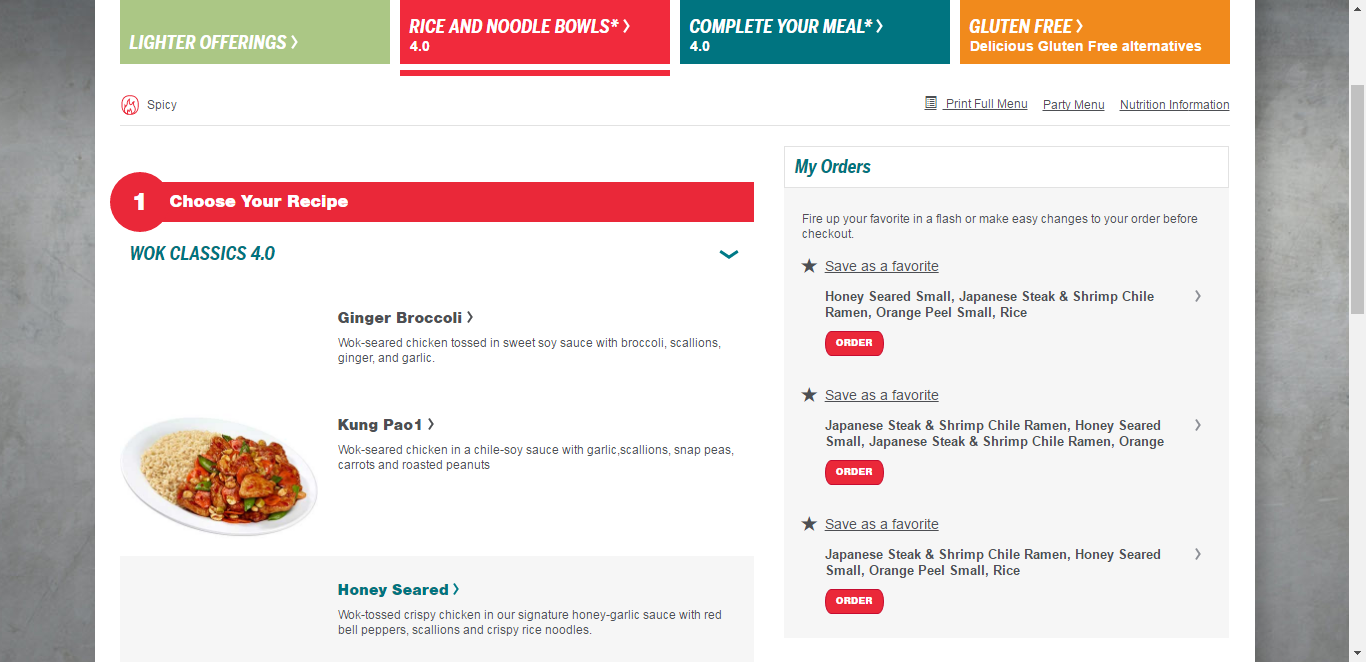 LIGHTER OFFERINGS >
RICE AND NOODLE BOWLS* >
4.0
COMPLETE YOUR MEAL* >
4.0
GLUTEN FREE >
Delicious Gluten Free alternatives
Spicy
Print Full Menu
Party Menu
Nutrition Information
1
Choose Your Recipe
WOK CLASSICS 4.0
Ginger Broccoli >
Wok-seared chicken tossed in sweet soy sauce with broccoli, scallions,
ginger, and garlic.
Kung Pao1 >
Wok-seared chicken in a chile-soy sauce with garlic,scallions, snap peas,
carrots and roasted peanuts
Honey Seared >
Wok-tossed crispy chicken in our signature honey-garlic sauce with red
bell peppers, scallions and crispy rice noodles.
My Orders
Fire up your favorite in a flash or make easy changes to your order before
checkout.
Save as a favorite
Honey Seared Small, Japanese Steak & Shrimp Chile
Ramen, Orange Peel Small, Rice
ORDER
Save as a favorite
Japanese Steak & Shrimp Chile Ramen, Honey Seared
Small, Japanese Steak & Shrimp Chile Ramen, Orange
ORDER
Save as a favorite
Japanese Steak & Shrimp Chile Ramen, Honey Seared
Small, Orange Peel Small, Rice
ORDER